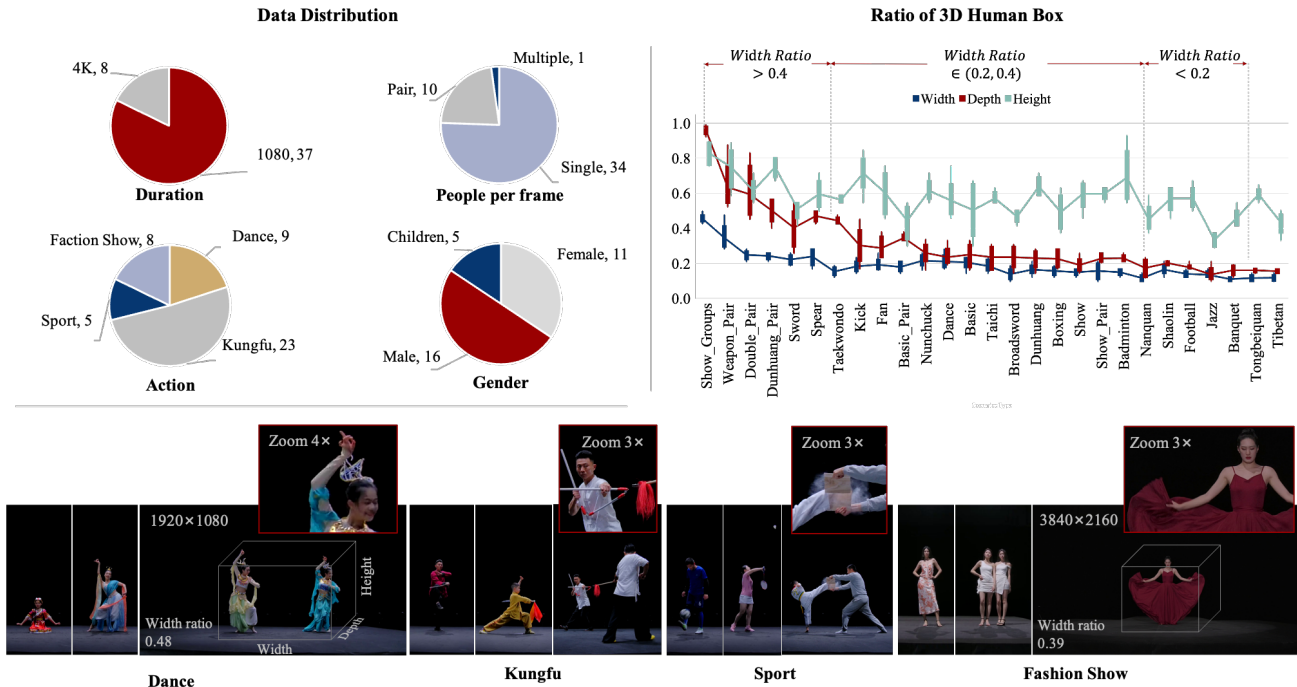 Data Distribution
4K, 8
1080, 37
Duration
Multiple, 1
Pair, 10
Single, 34
People per frame
Faction Show, 8
Dance, 9
Sport, 5
Kungfu, 23
Action
Children, 5
Female, 11
Male, 16
Gender
Ratio of 3D Human Box
Width Ratio
> 0.4
Width Ratio
∈ (0.2, 0.4)
Width Ratio
< 0.2
Width Depth Height
1.0
0.8
0.6
0.4
0.2
0.0
Show_Groups
Weapon_Pair
Double_Pair
Dunhuang_Pair
Sword
Spear
Taekwondo
Kick
Fan
Basic_Pair
Nunchuck
Dance
Basic
Taichi
Broadsword
Dunhuang
Boxing
Show
Show_Pair
Badminton
Nanquan
Shaolin
Football
Jazz
Banquet
Tongbeiquan
Tibetan
Zoom 4×
1920×1080
Height
Depth
Width
Width ratio
0.48
Dance
Zoom 3×
Kungfu
Zoom 3×
Sport
Zoom 3×
3840×2160
Width ratio
0.39
Fashion Show